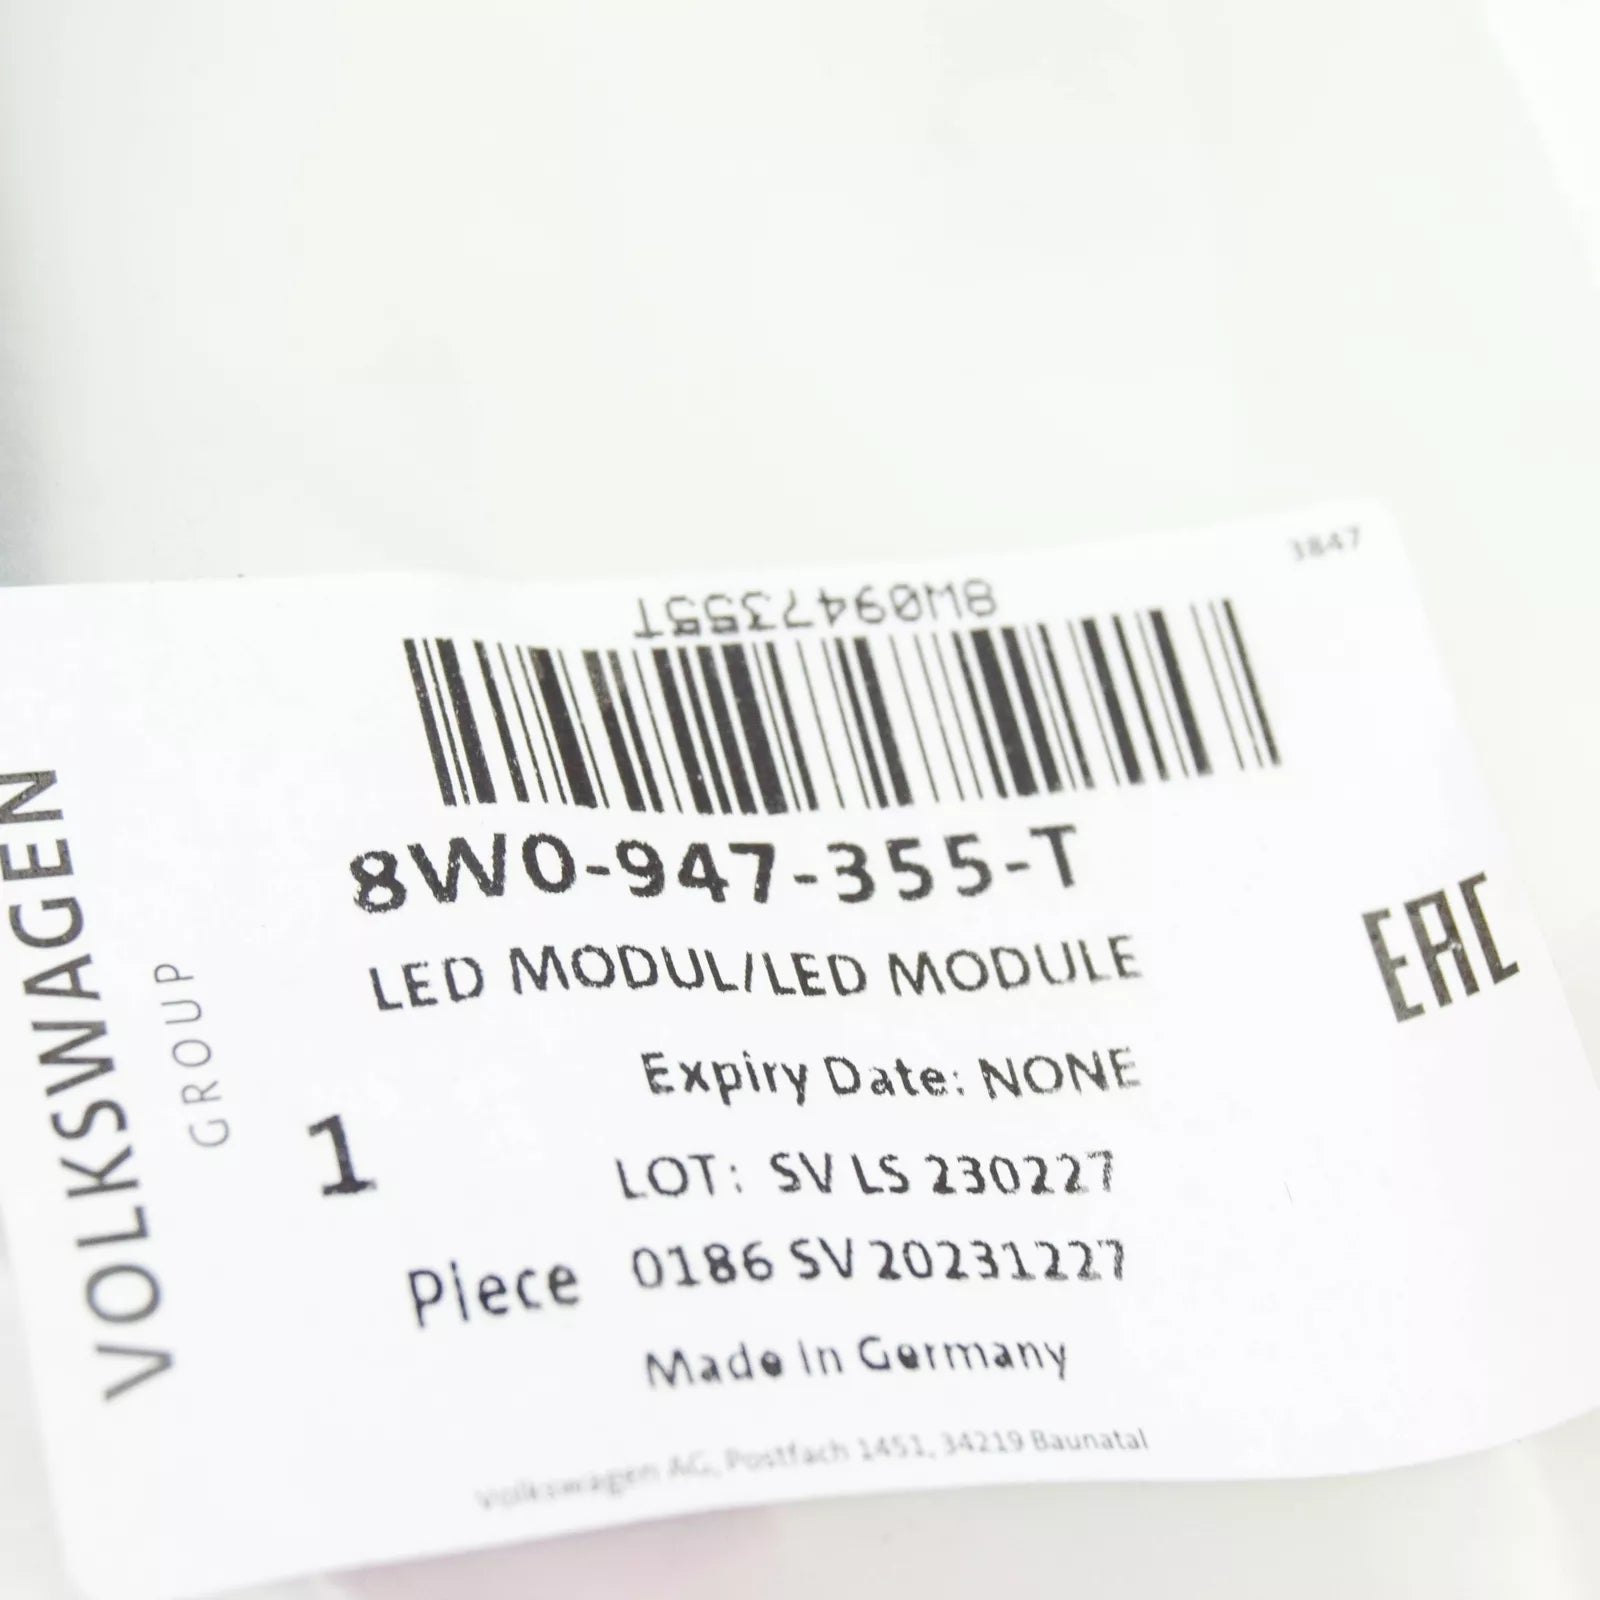 3847
8W0947355T
8W0-947-355-T
LED MODUL/LED MODULE
EAC
Expiry Date: NONE
1
Piece
LOT: SV LS 230227
0186 SV 20231227
Made in Germany
Volkswagen AG, Postfach 1451, 34219 Baunatal
VOLKSWAGEN
GROUP